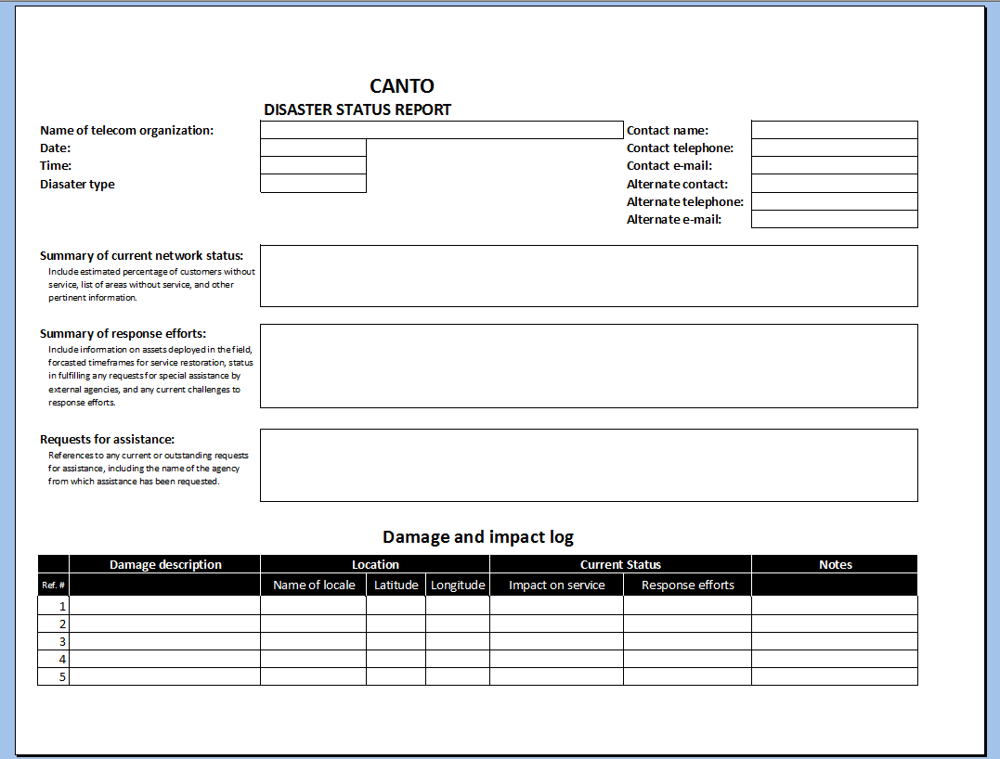 CANTO
DISASTER STATUS REPORT
Name of telecom organization:
Contact name:
Date:
Contact telephone:
Time:
Contact e-mail:
Diasater type
Alternate contact:
Alternate telephone:
Alternate e-mail:
Summary of current network status:
Include estimated percentage of customers without
service, list of areas without service, and other
pertinent information.
Summary of response efforts:
Include information on assets deployed in the field,
forcasted timeframes for service restoration, status
in fulfilling any requests for special assistance by
external agencies, and any current challenges to
response efforts.
Requests for assistance:
References to any current or outstanding requests
for assistance, including the name of the agency
from which assistance has been requested.
Damage and impact log
Damage description Location Current Status Notes
Ref. # Name of locale Latitude Longitude Impact on service Response efforts
1
2
3
4
5